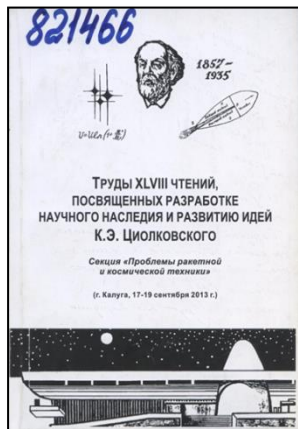 821466
1857-
1935
ТРУДЫ XLVIII ЧТЕНИЙ,
ПОСВЯЩЕННЫХ РАЗРАБОТКЕ
НАУЧНОГО НАСЛЕДИЯ И РАЗВИТИЮ ИДЕЙ
К.Э. ЦИОЛКОВСКОГО
Секция «Проблемы ракетной
и космической техники»
(г. Калуга, 17-19 сентября 2013 г.)